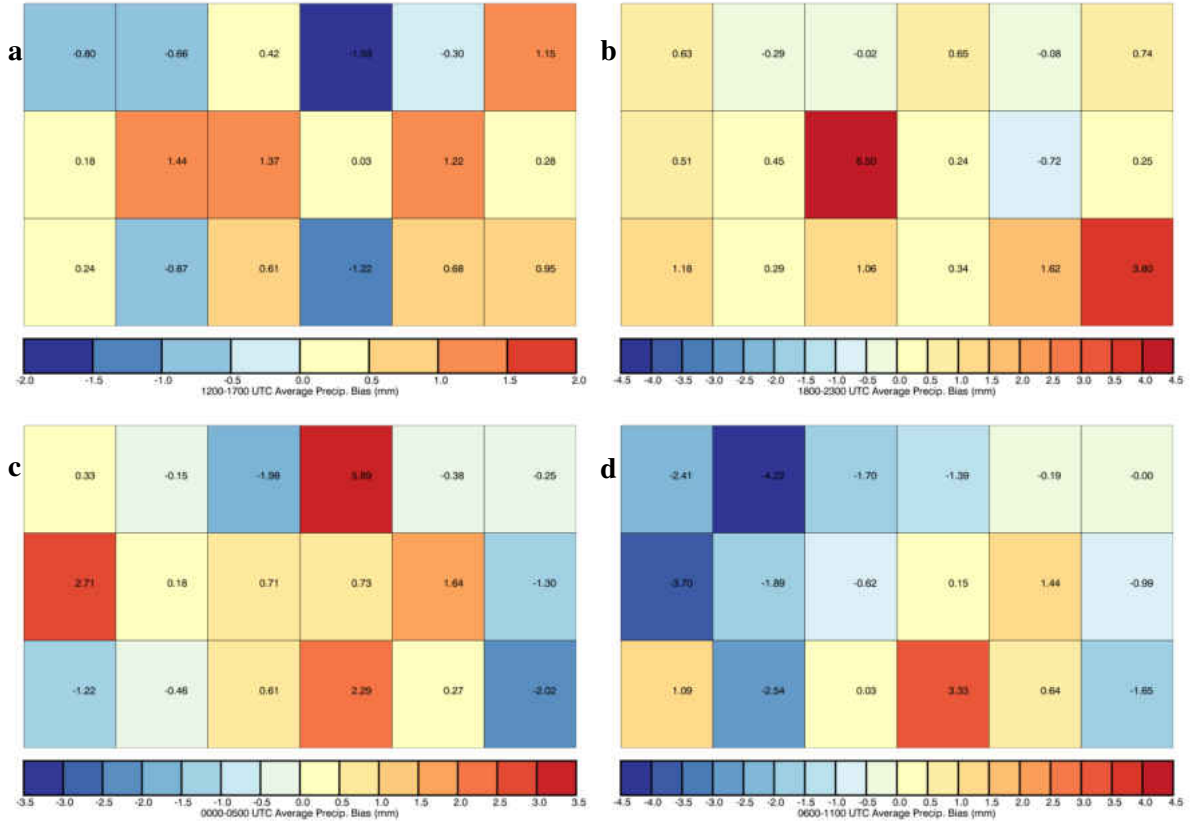 a
-0.80 -0.66 0.42 -0.30 1.15
0.18 1.44 1.37 0.03 1.22 0.28
0.24 -0.87 0.61 -1.22 0.68 0.95
-2.0 -1.5 -1.0 -0.5 0.0 0.5 1.0 1.5 2.0
1200-1700 UTC Average Precip. Bias (mm)
b
0.63 -0.29 -0.02 0.65 -0.08 0.74
0.51 0.45 0.24 -0.72 0.25
1.18 0.29 1.06 0.34 1.62 3.80
-4.5 -4.0 -3.5 -3.0 -2.5 -2.0 -1.5 -1.0 -0.5 0.0 0.5 1.0 1.5 2.0 2.5 3.0 3.5 4.0 4.5
1800-2300 UTC Average Precip. Bias (mm)
c
0.33 -0.15 -1.98 -0.38 -0.25
2.71 0.18 0.71 0.73 1.64 -1.30
-1.22 -0.46 0.61 2.29 0.27 -2.02
-3.5 -3.0 -2.5 -2.0 -1.5 -1.0 -0.5 0.0 0.5 1.0 1.5 2.0 2.5 3.0 3.5
0000-0500 UTC Average Precip. Bias (mm)
d
-2.41 -1.70 -1.39 -0.19 -0.00
-3.70 -1.89 -0.62 0.15 1.44 -0.99
1.09 -2.54 0.03 3.33 0.64 -1.65
-4.5 -4.0 -3.5 -3.0 -2.5 -2.0 -1.5 -1.0 -0.5 0.0 0.5 1.0 1.5 2.0 2.5 3.0 3.5 4.0 4.5
0600-1100 UTC Average Precip. Bias (mm)